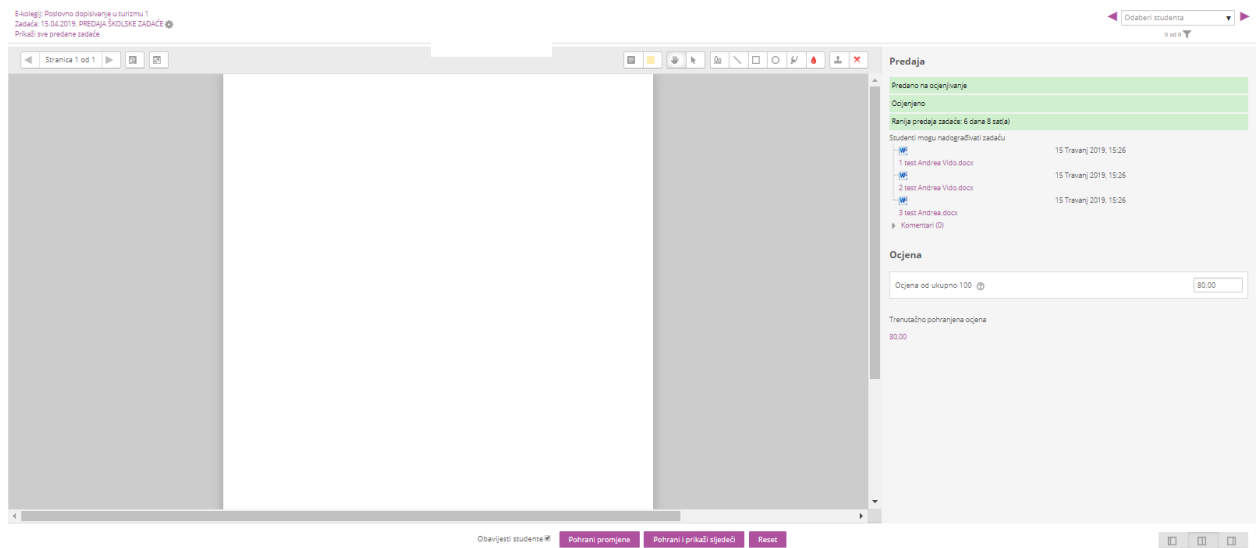 E-kolegij: Poslovno dopisivanje u turizmu 1
Zadaća: 15.04.2019. PREDAJA ŠKOLSKE ZADAĆE
Prikaži sve predane zadaće
Odaberi studenta
0 od 0
Stranica 1 od 1
Predaja
Predano na ocjenjivanje
Ocijenjeno
Ranija predaja zadaće: 6 dana 8 sat(a)
Studenti mogu nadograđivati zadaću
15 Travanj 2019, 15:26
1 test Andrea Vido.docx
15 Travanj 2019, 15:26
2 test Andrea Vido.docx
15 Travanj 2019, 15:26
3 test Andrea.docx
Komentari (0)
Ocjena
Ocjena od ukupno 100 80,00
Trenutačno pohranjena ocjena
80,00
Obavijesti studente Pohrani promjene Pohrani i prikaži sljedeći Reset